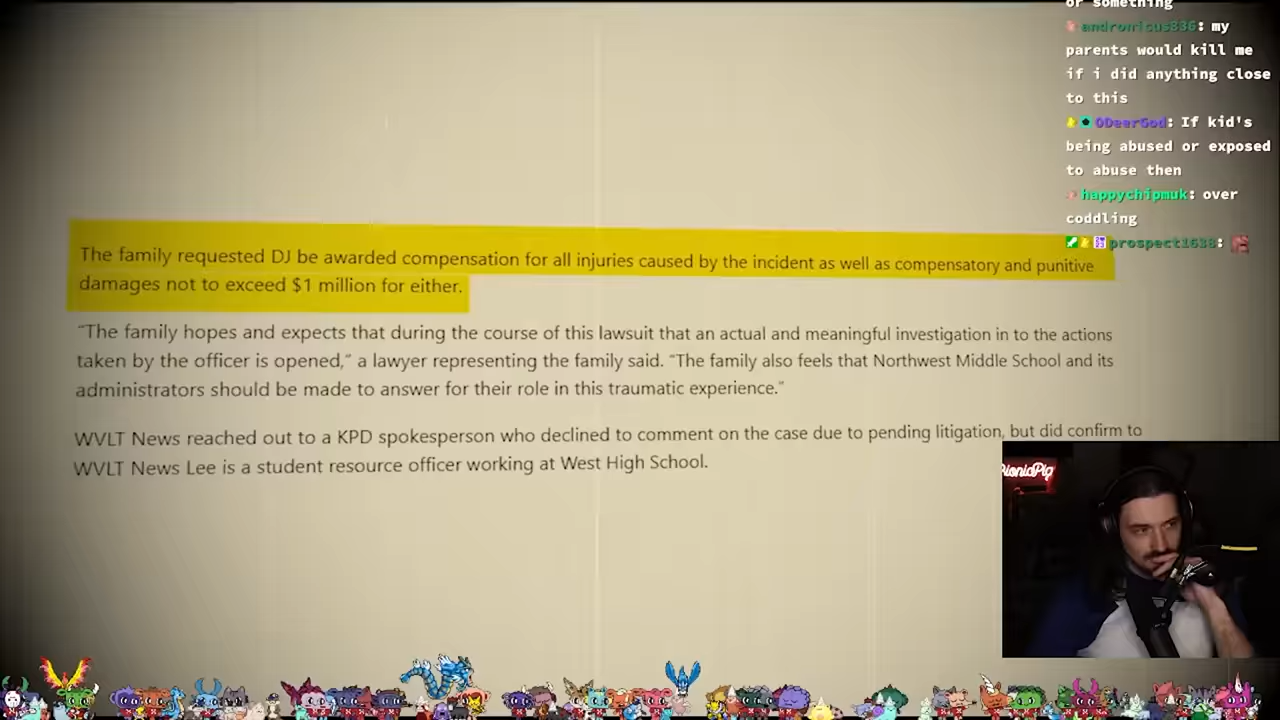 or something
andronicus836: my
parents would kill me
if i did anything close
to this
ODeerGod: If kid's
being abused or exposed
to abuse then
happychipmuk: over
coddling
prospect1638:
The family requested DJ be awarded compensation for all injuries caused by the incident as well as compensatory and punitive
damages not to exceed $1 million for either.
“The family hopes and expects that during the course of this lawsuit that an actual and meaningful investigation in to the actions
taken by the officer is opened,” a lawyer representing the family said. “The family also feels that Northwest Middle School and its
administrators should be made to answer for their role in this traumatic experience.”
WVLT News reached out to a KPD spokesperson who declined to comment on the case due to pending litigation, but did confirm to
WVLT News Lee is a student resource officer working at West High School.
BionicPig